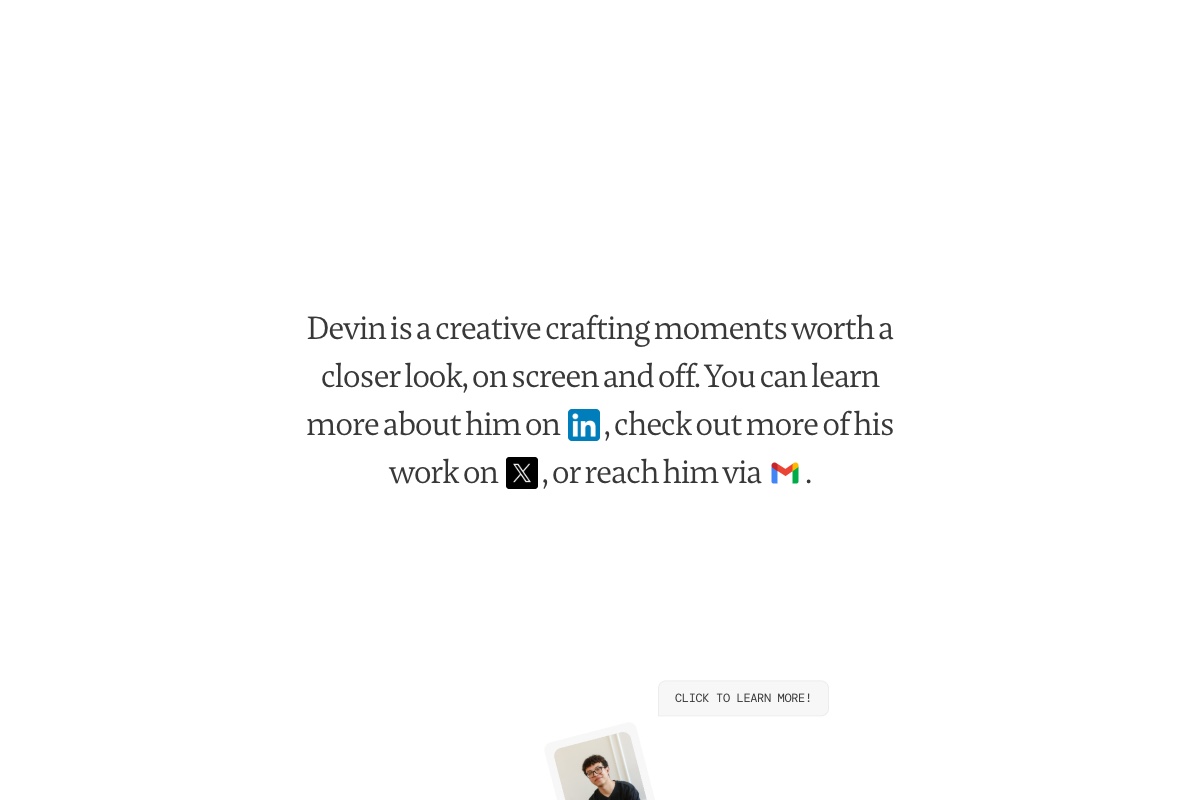 Devin is a creative crafting moments worth a
closer look, on screen and off. You can learn
more about him on in, check out more of his
work on X, or reach him via M.
CLICK TO LEARN MORE!